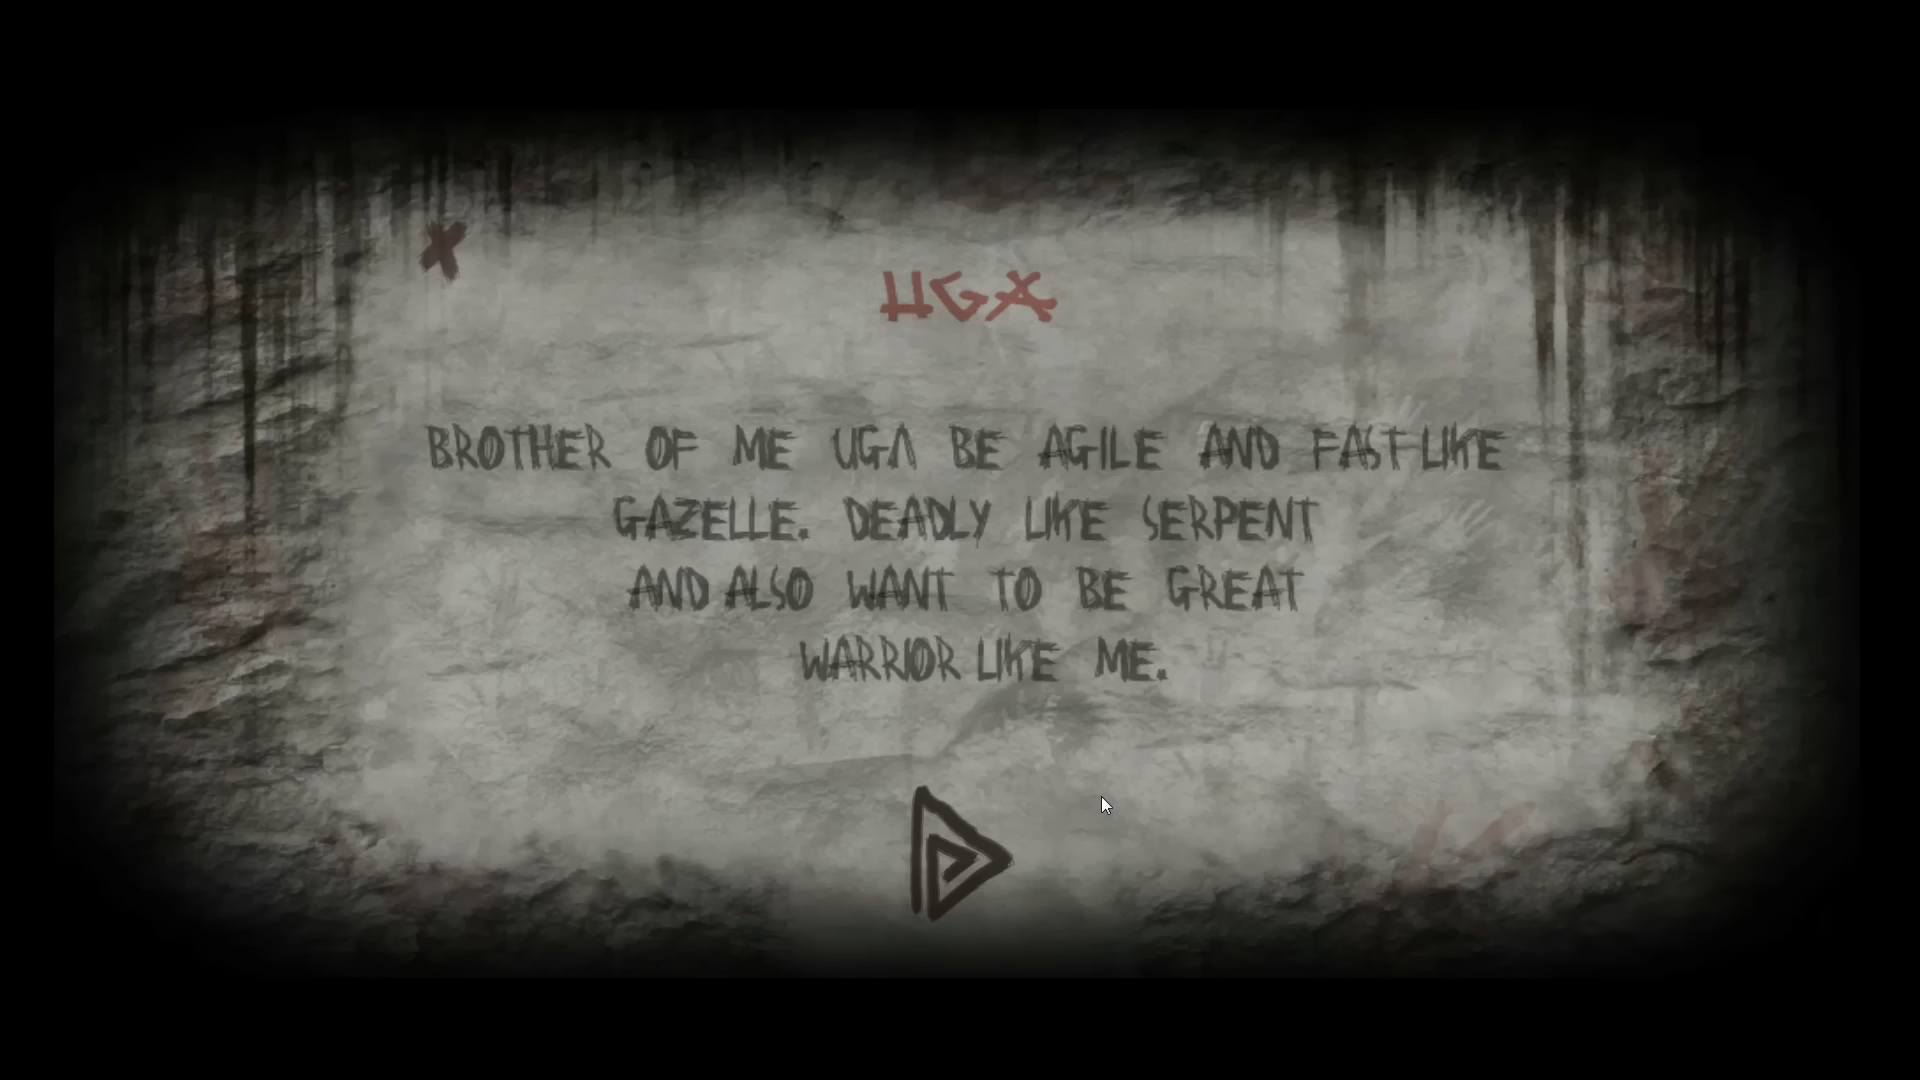 UGA
BROTHER OF ME UGA BE AGILE AND FAST LIKE
GAZELLE. DEADLY LIKE SERPENT
AND ALSO WANT TO BE GREAT
WARRIOR LIKE ME.